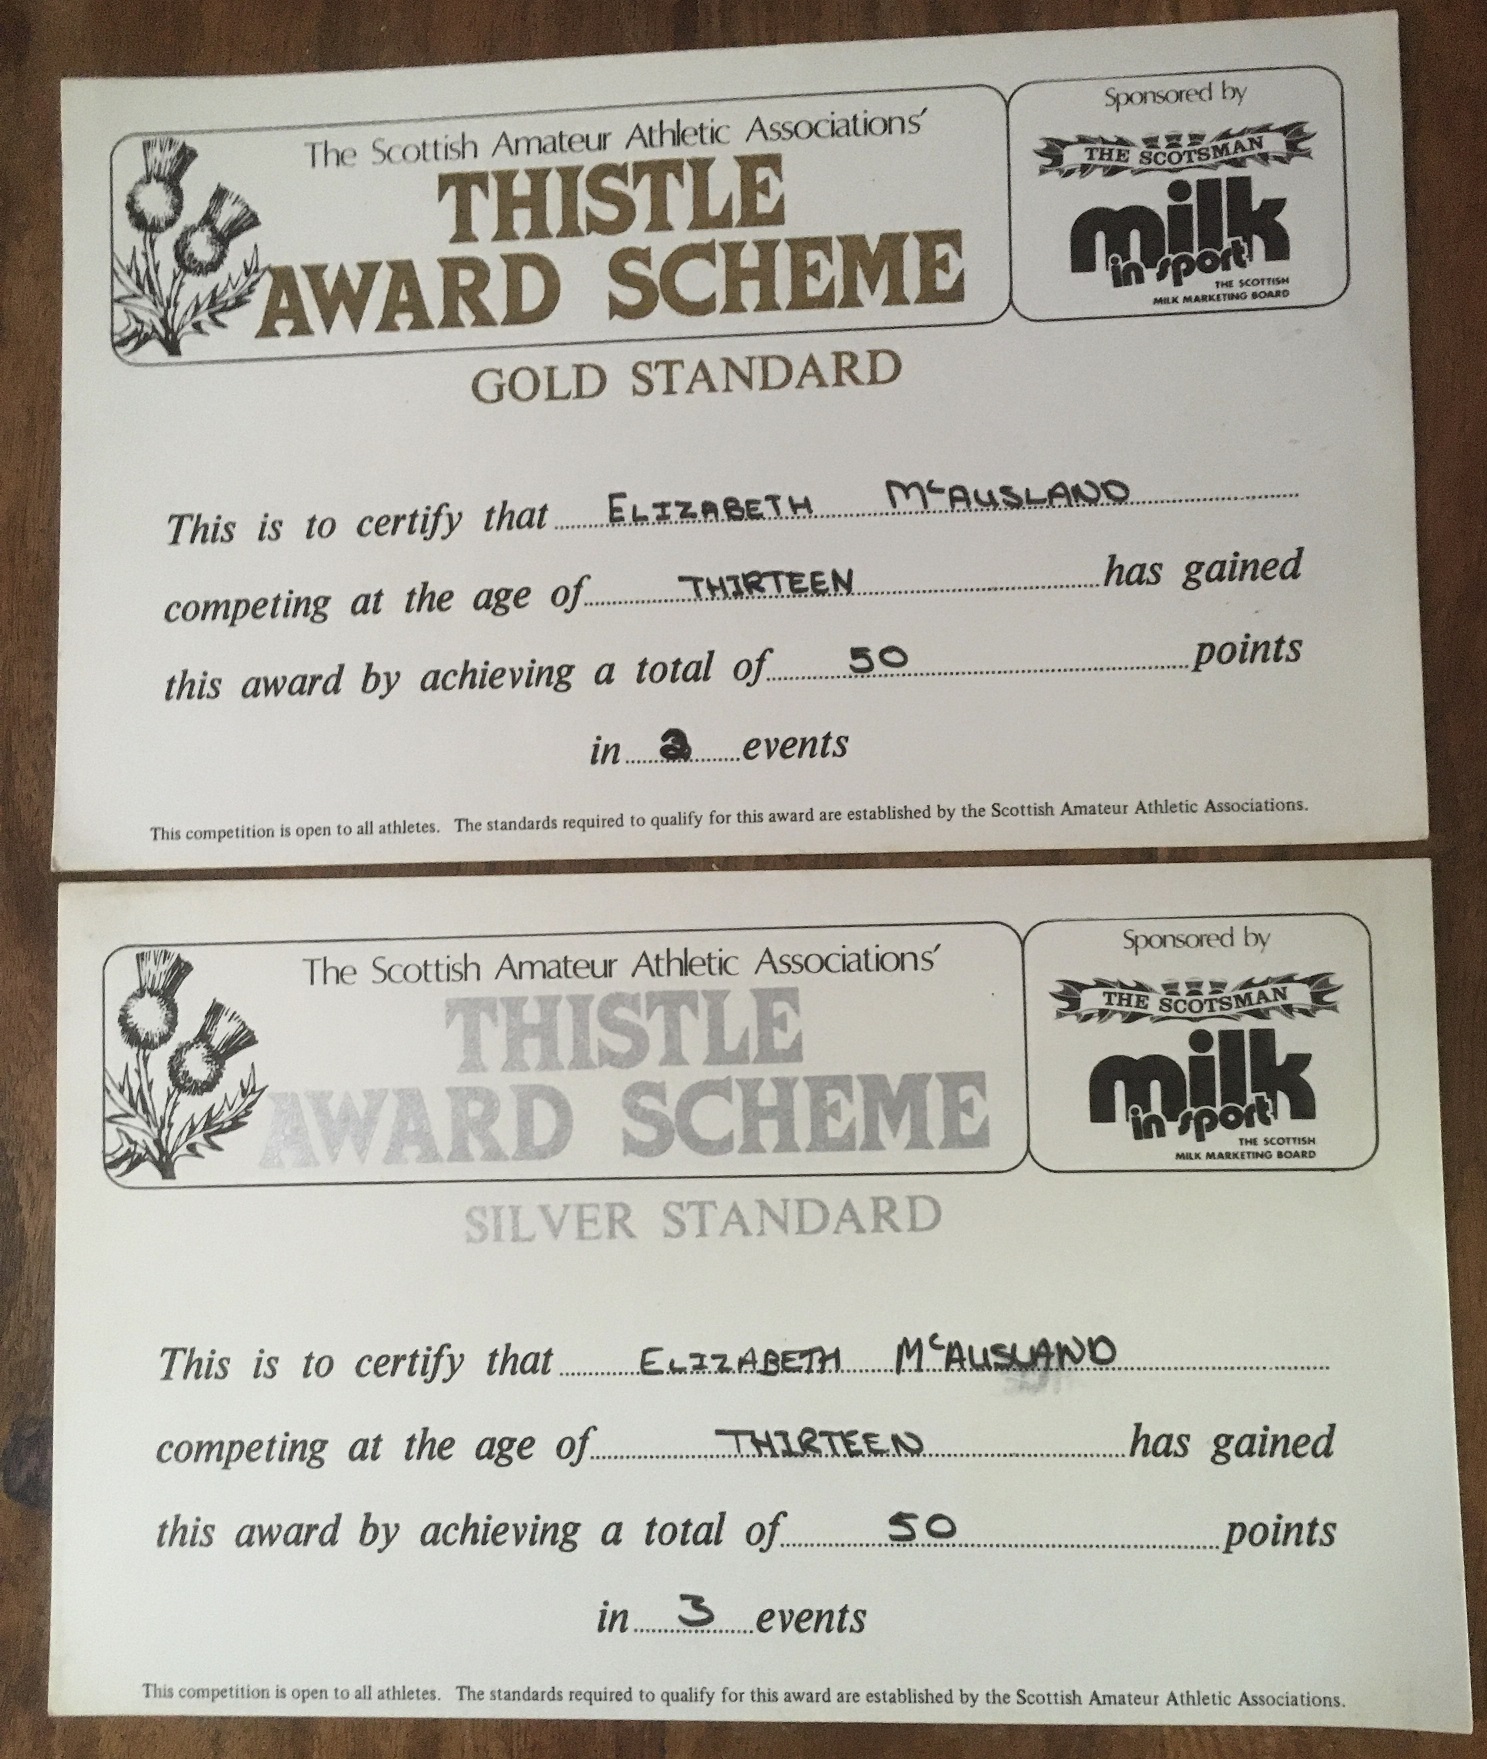 The Scottish Amateur Athletic Associations'
THISTLE
AWARD SCHEME
Sponsored by
THE SCOTSMAN
milk
in sport
THE SCOTTISH
MILK MARKETING BOARD
GOLD STANDARD
This is to certify that ELIZABETH McAUSLAND
competing at the age of THIRTEEN has gained
this award by achieving a total of 50 points
in events
This competition is open to all athletes. The standards required to qualify for this award are established by the Scottish Amateur Athletic Associations.
The Scottish Amateur Athletic Associations'
THISTLE
AWARD SCHEME
Sponsored by
THE SCOTSMAN
milk
in sport
THE SCOTTISH
MILK MARKETING BOARD
SILVER STANDARD
This is to certify that ELIZABETH McAUSLAND
competing at the age of THIRTEEN has gained
this award by achieving a total of 50 points
in 3 events
This competition is open to all athletes. The standards required to qualify for this award are established by the Scottish Amateur Athletic Associations.